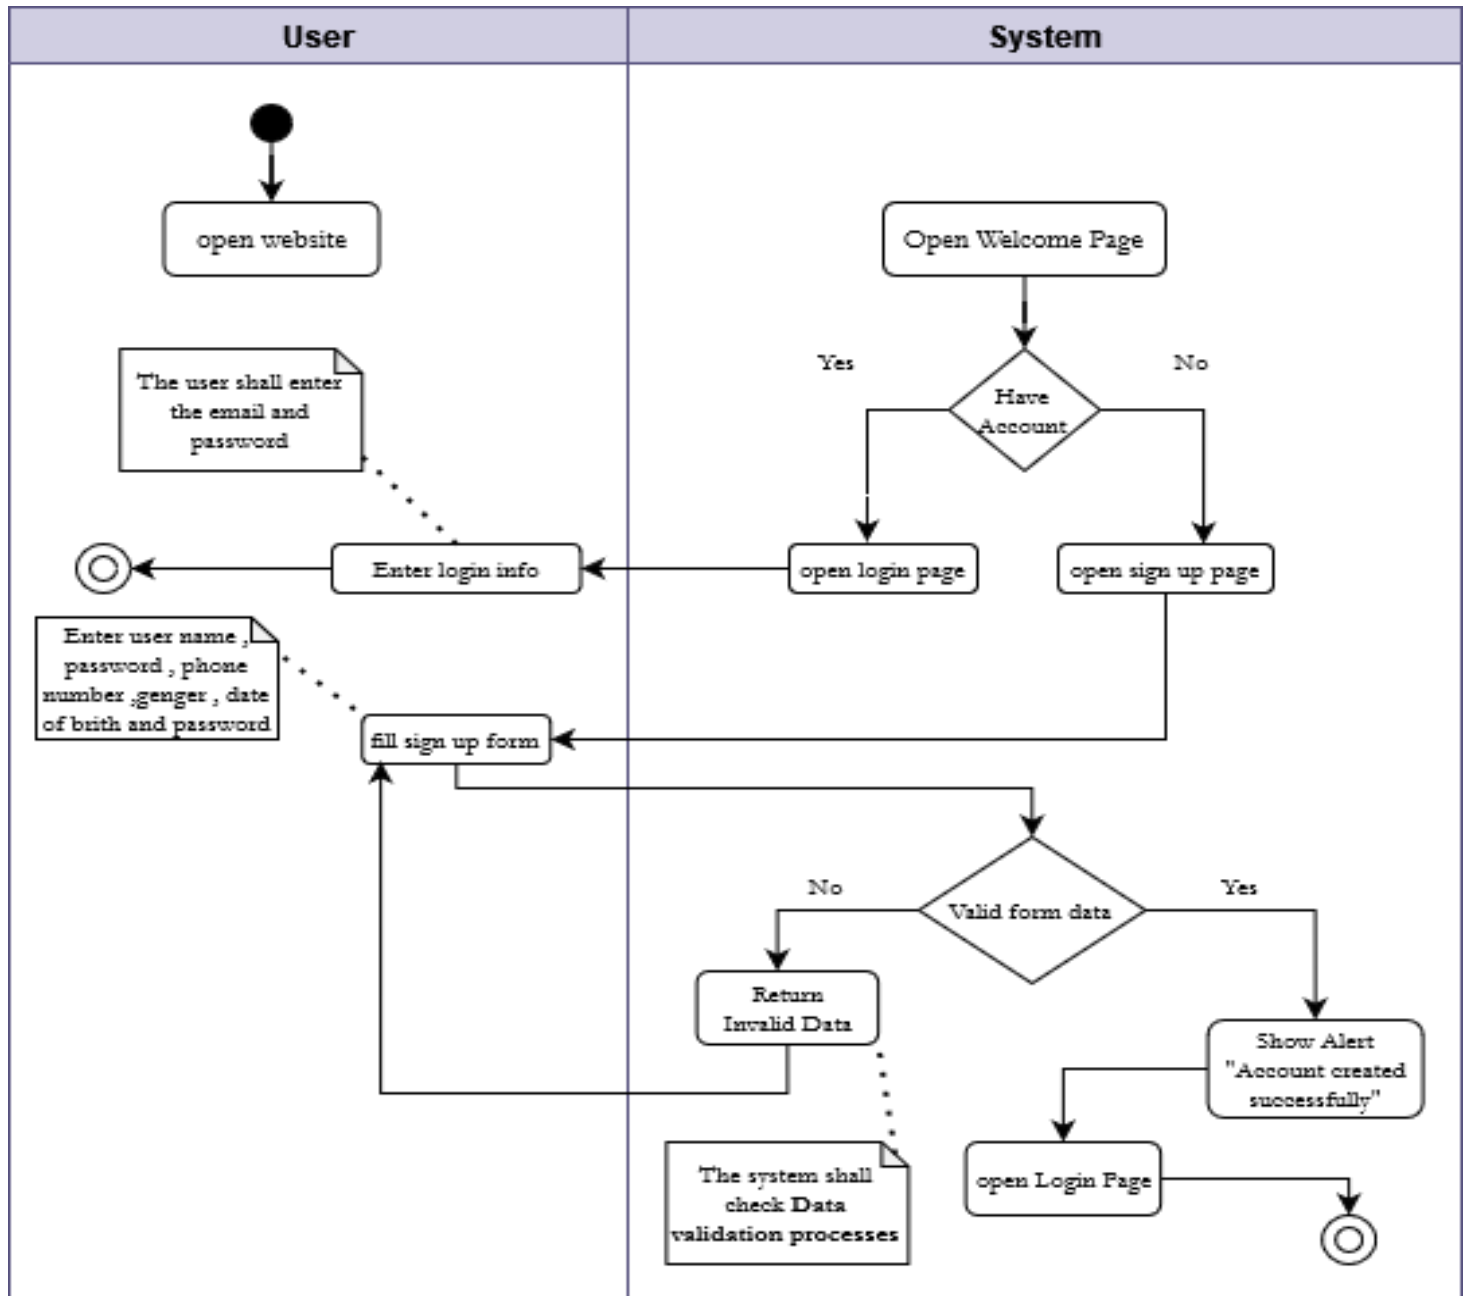 User
System
open website
Open Welcome Page
The user shall enter
the email and
password
Yes
No
Have
Account
Enter login info
open login page
open sign up page
Enter user name ,
password , phone
number ,genger , date
of brith and password
fill sign up form
No
Yes
Valid form data
Return
Invalid Data
Show Alert
"Account created
successfully"
The system shall
check Data
validation processes
open Login Page